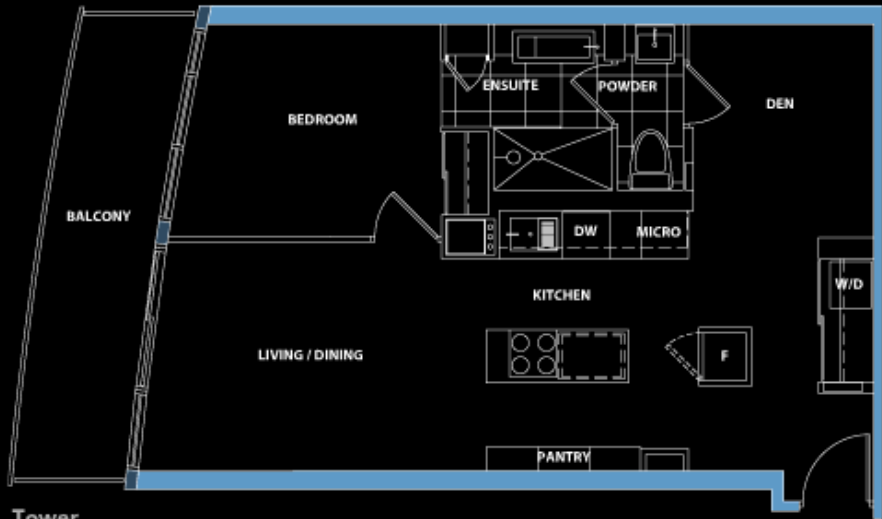 ENSUITE
POWDER
DEN
BEDROOM
BALCONY
DW
MICRO
W/D
KITCHEN
LIVING / DINING
F
PANTRY
Tower